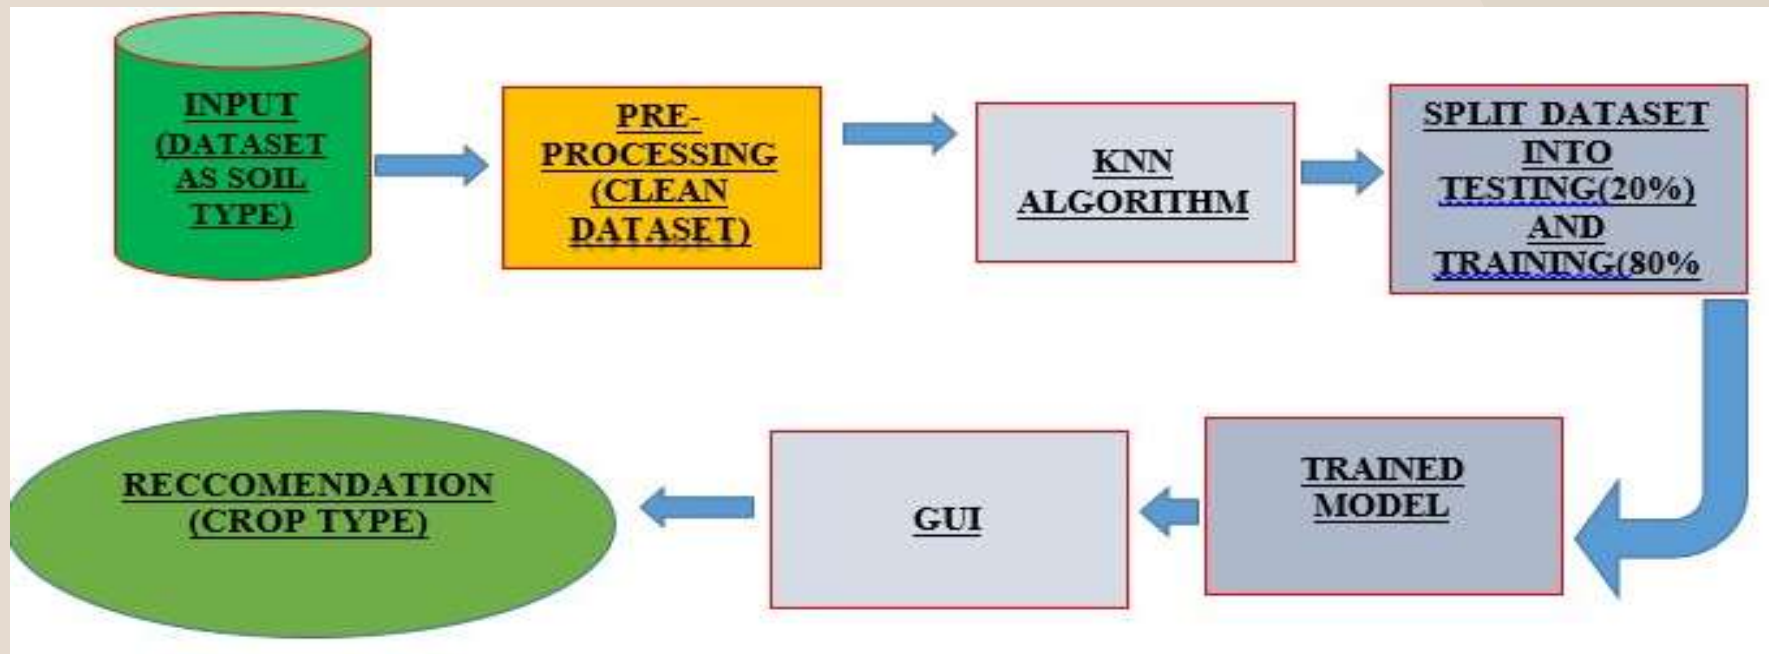 INPUT
(DATASET
AS SOIL
TYPE)
PRE-
PROCESSING
(CLEAN
DATASET)
KNN
ALGORITHM
SPLIT DATASET
INTO
TESTING(20%)
AND
TRAINING(80%
TRAINED
MODEL
GUI
RECCOMENDATION
(CROP TYPE)